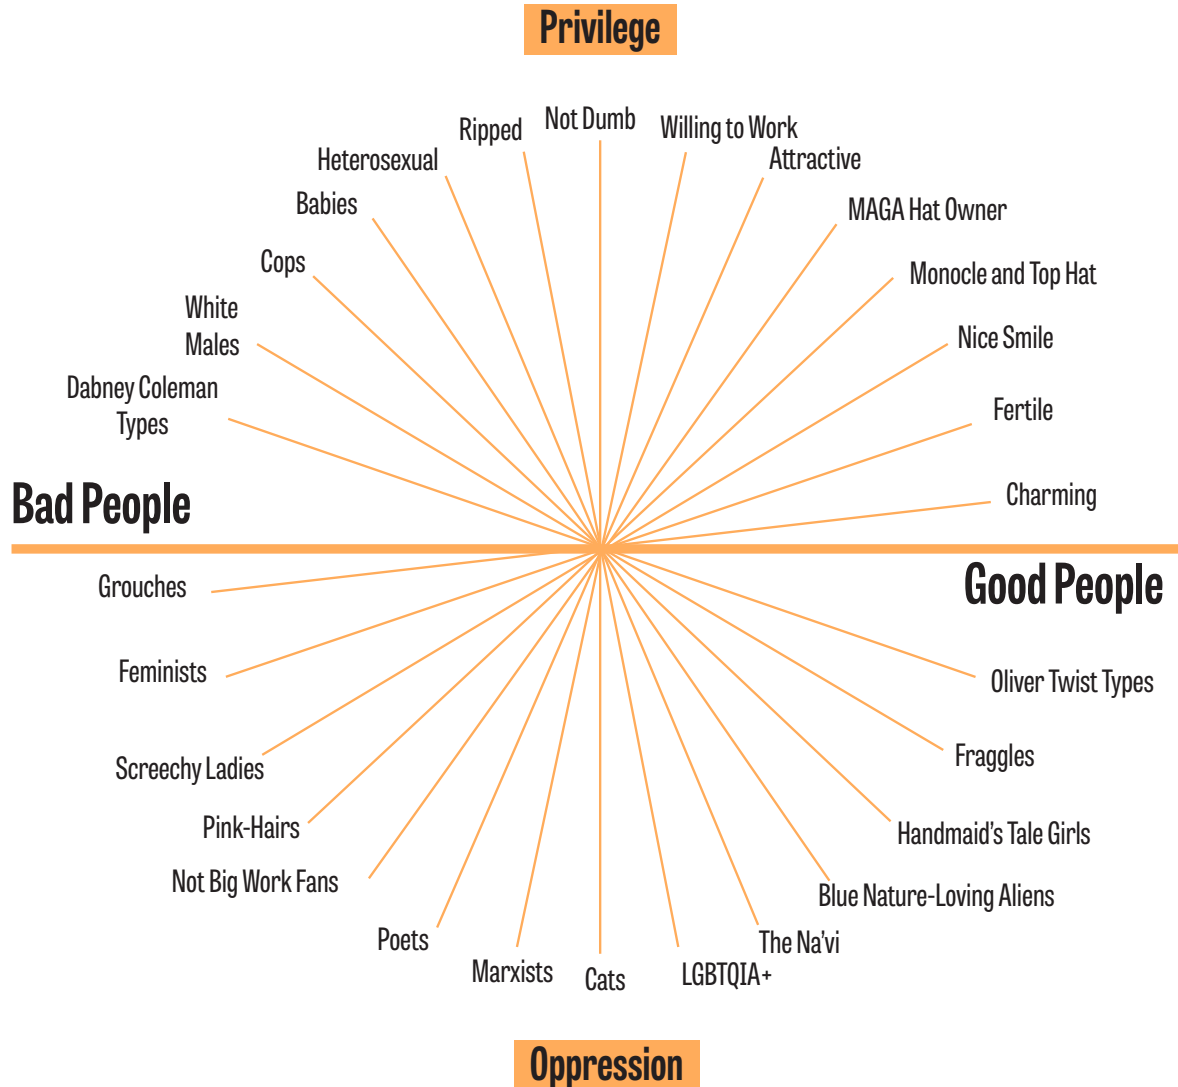 Privilege
Not Dumb
Ripped
Willing to Work
Heterosexual
Attractive
Babies
MAGA Hat Owner
Cops
Monocle and Top Hat
White
Males
Nice Smile
Dabney Coleman
Types
Fertile
Charming
Bad People
Good People
Grouches
Feminists
Oliver Twist Types
Screechy Ladies
Fraggles
Pink-Hairs
Handmaid's Tale Girls
Not Big Work Fans
Blue Nature-Loving Aliens
Poets
The Na'vi
Marxists
Cats
LGBTQIA+
Oppression